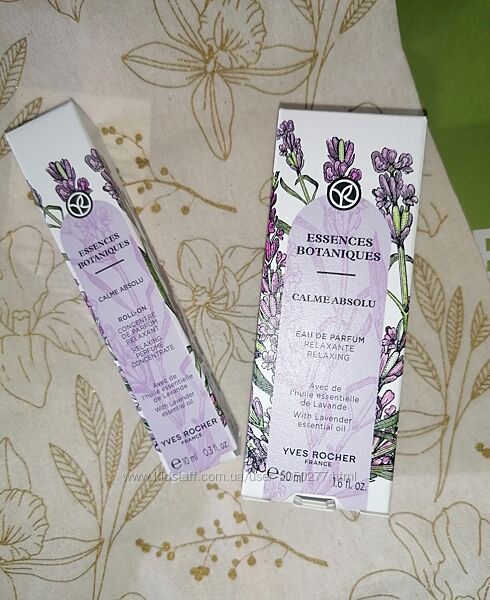 ESSENCES
BOTANIQUES
CALME ABSOLU
ROLL-ON
CONCENTRÉ
DE PARFUM
RELAXANT
RELAXING
PERFUME
CONCENTRATE
Avec de
l'huile essentielle
de Lavande
With Lavender
essential oil
YVES ROCHER
FRANCE
℮ 10 ml 0.3 fl. oz.
YR
ESSENCES
BOTANIQUES
CALME ABSOLU
EAU DE PARFUM
RELAXANTE
RELAXING
Avec de
l'huile essentielle
de Lavande
With Lavender
essential oil
YVES ROCHER
FRANCE
℮ 50 ml 1.6 fl. oz.